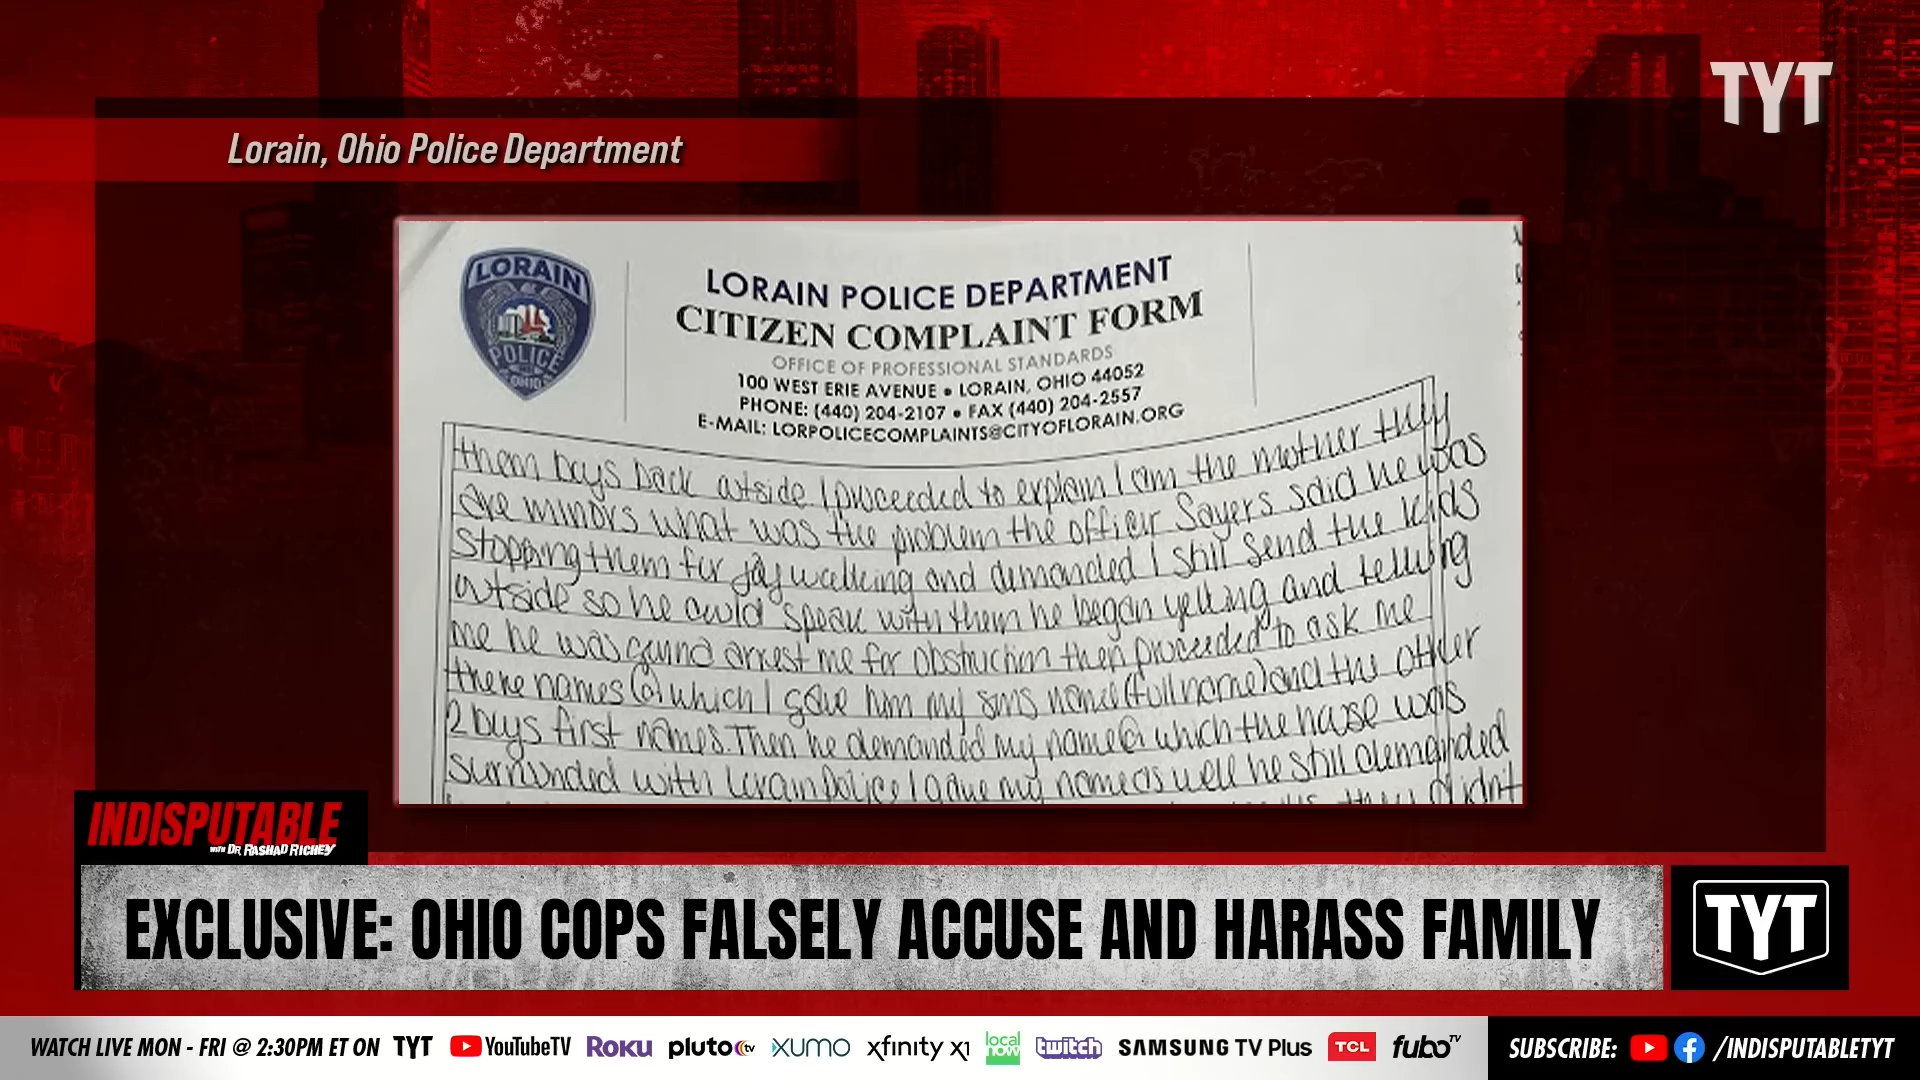 TYT
Lorain, Ohio Police Department
LORAIN
POLICE
OHIO
LORAIN POLICE DEPARTMENT
CITIZEN COMPLAINT FORM
OFFICE OF PROFESSIONAL STANDARDS
100 WEST ERIE AVENUE • LORAIN, OHIO 44052
PHONE: (440) 204-2107 • FAX (440) 204-2557
E-MAIL: LORPOLICECOMPLAINTS@CITYOFLORAIN.ORG
them boys back outside. I proceeded to explain I am the mother they
are minors what was the problem the officer Sayers said he was
stopping them for jaywalking and demanded I still send the kids
outside so he could speak with them he began yelling and telling
me he was gunna arrest me for obstruction then proceeded to ask me
there names which I gave him my sons name (full name) and the other
2 boys first names. Then he demanded my name which the house was
surrounded with Lorain Police I gave my name as well he still demanded
they didn't
INDISPUTABLE
WITH DR RASHAD RICHEY
EXCLUSIVE: OHIO COPS FALSELY ACCUSE AND HARASS FAMILY
TYT
WATCH LIVE MON - FRI @ 2:30PM ET ON TYT YouTubeTV ROKU pluto tv XUMO xfinity x1 local now twitch SAMSUNG TV Plus TCL fubo TV SUBSCRIBE: /INDISPUTABLETYT